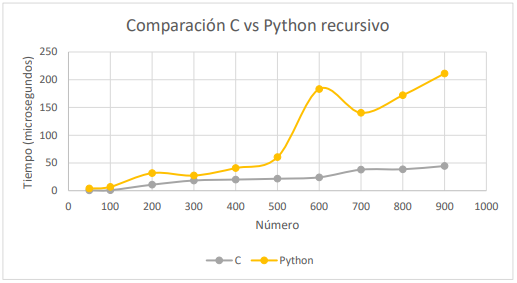 Comparación C vs Python recursivo
Tiempo (microsegundos)
250
200
150
100
50
0
0 100 200 300 400 500 600 700 800 900 1000
Número
C Python